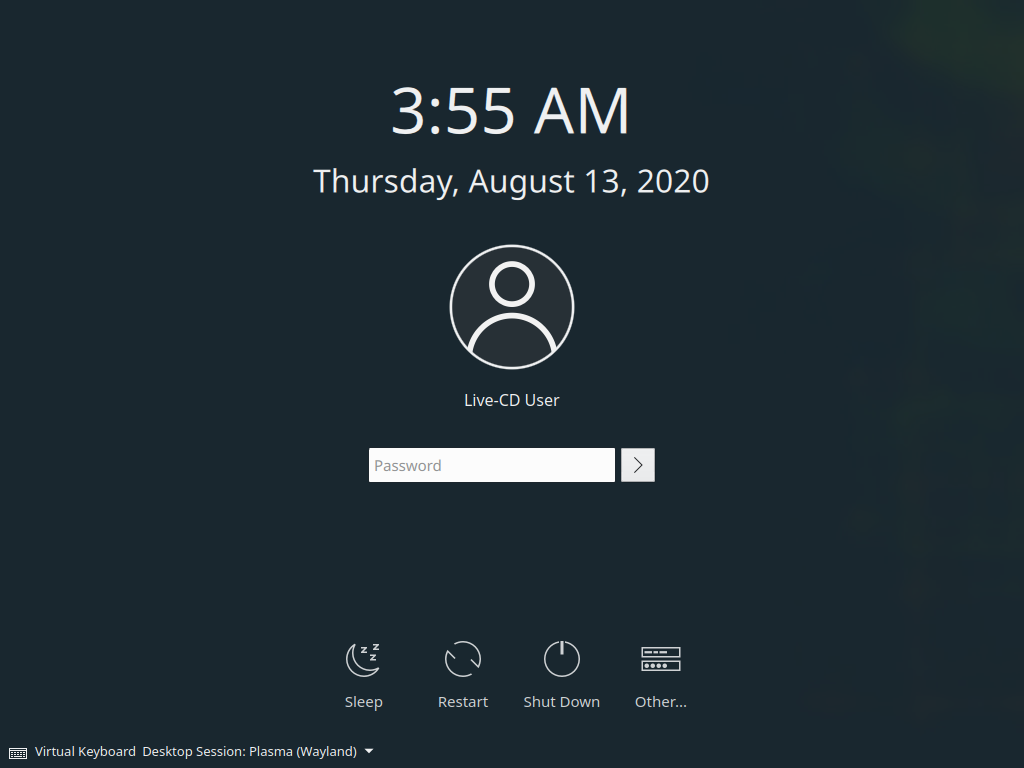 3:55 AM
Thursday, August 13, 2020
Live-CD User
Password
Sleep
Restart
Shut Down
Other...
Virtual Keyboard Desktop Session: Plasma (Wayland)